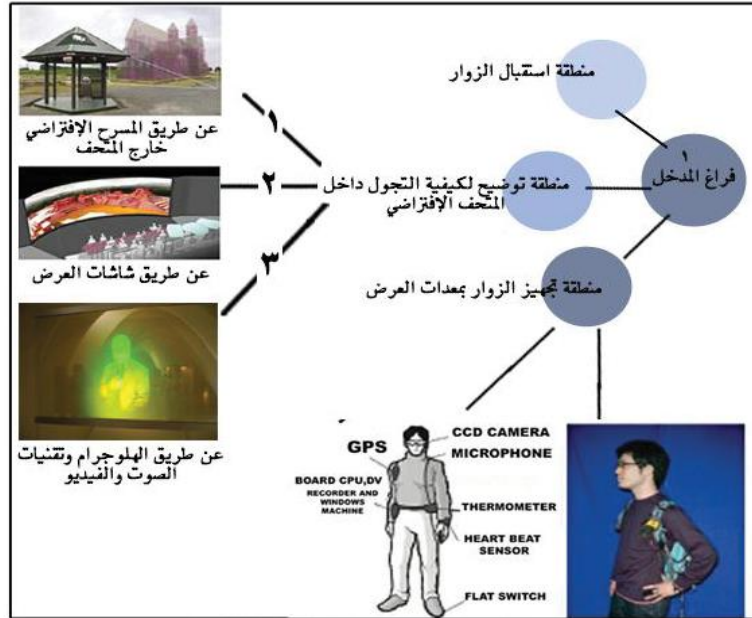 منطقة استقبال الزوار
١
فراغ المدخل
منطقة توضيح لكيفية التجول داخل
المتحف الإفتراضي
منطقة تجهيز الزوار بمعدات العرض
١
عن طريق المسرح الإفتراضي
خارج المتحف
٢
عن طريق شاشات العرض
٣
عن طريق الهلوجرام وتقنيات
الصوت والفيديو
CCD CAMERA
GPS
MICROPHONE
BOARD CPU,DV
RECORDER AND
WINDOWS
MACHINE
THERMOMETER
HEART BEAT
SENSOR
FLAT SWITCH